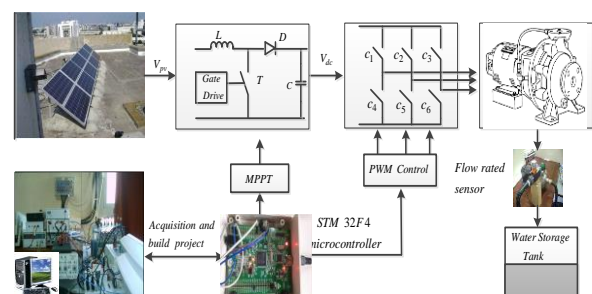 L
D
V_pv
Gate
Drive
T
C
V_dc
c_1
c_2
c_3
c_4
c_5
c_6
MPPT
PWM Control
Flow rated
sensor
Acquisition and
build project
STM 32F4
microcontroller
Water Storage
Tank